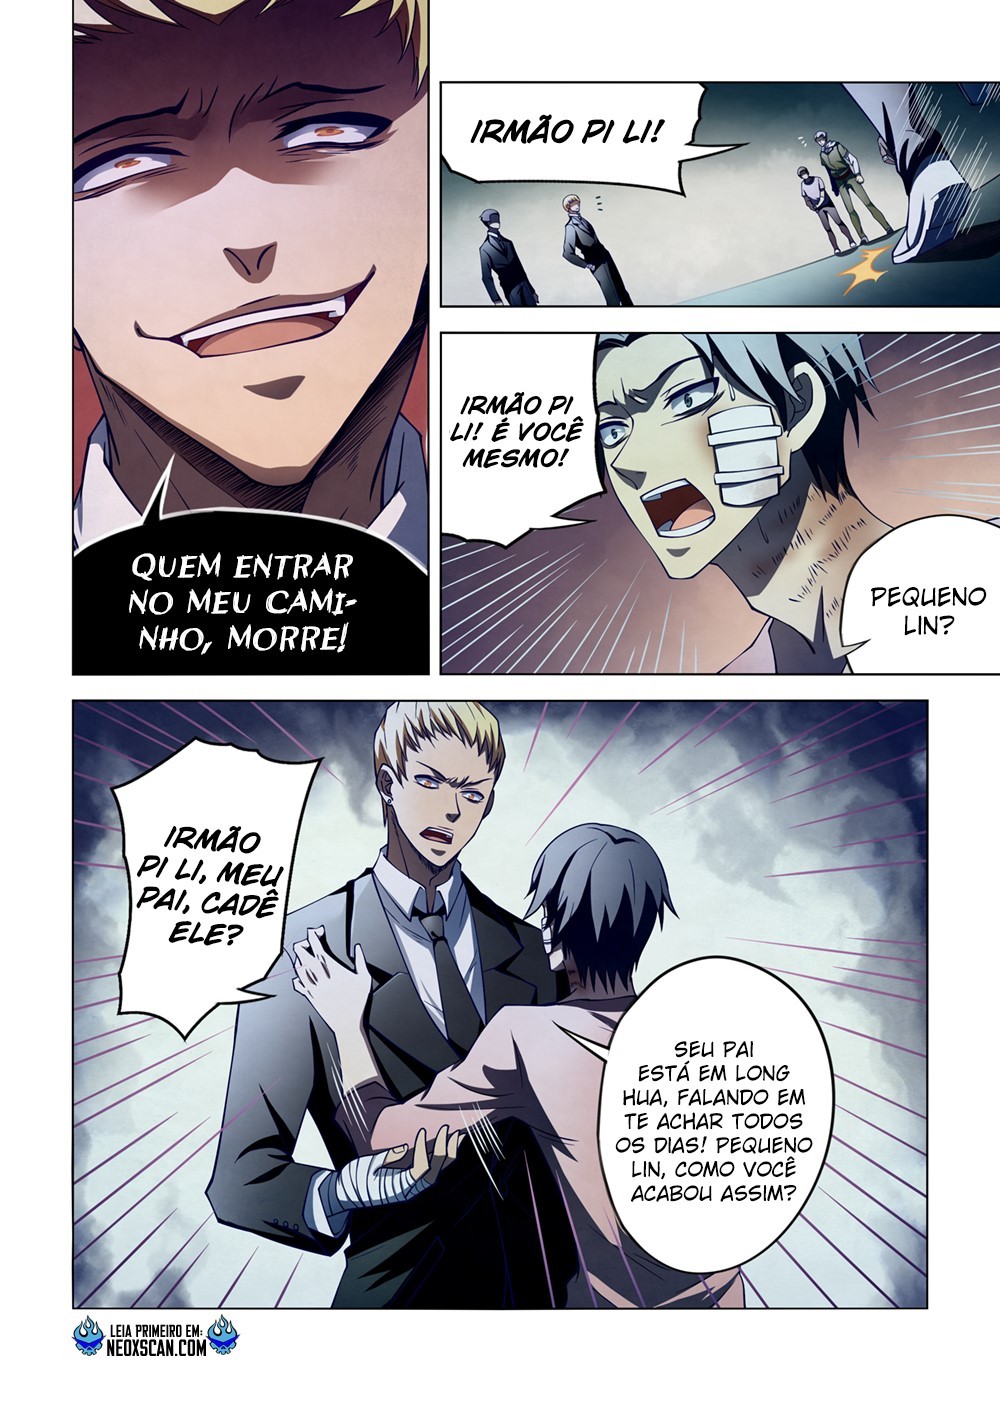 QUEM ENTRAR
NO MEU CAMI-
NHO, MORRE!
IRMÃO PI LI!
IRMÃO PI
LI! É VOCÊ
MESMO!
PEQUENO
LIN?
IRMÃO
PI LI, MEU
PAI, CADÊ
ELE?
SEU PAI
ESTÁ EM LONG
HUA, FALANDO EM
TE ACHAR TODOS
OS DIAS! PEQUENO
LIN, COMO VOCÊ
ACABOU ASSIM?
LEIA PRIMEIRO EM:
NEOXSCAN.COM